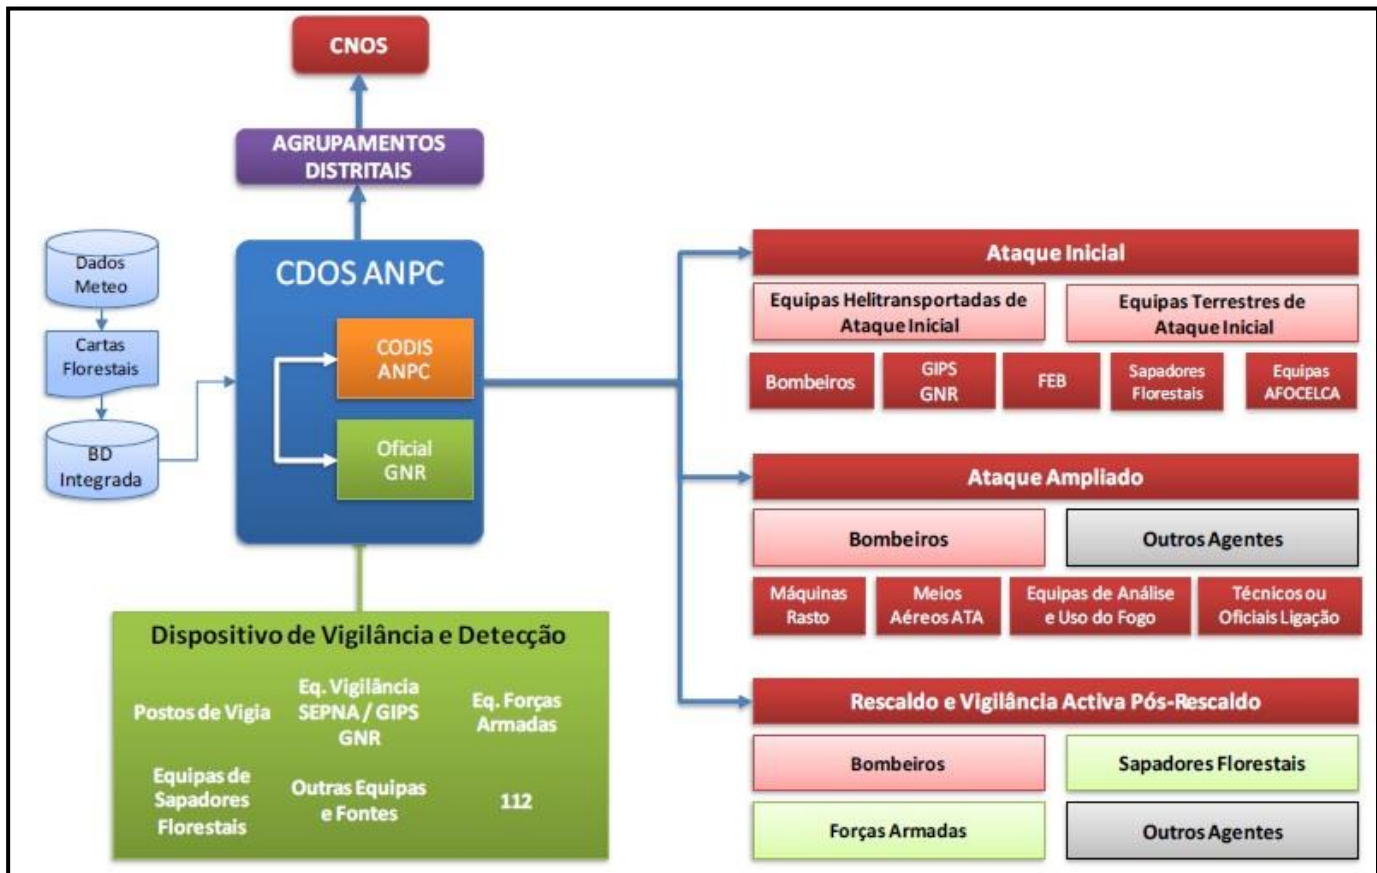 CNOS
AGRUPAMENTOS
DISTRITAIS
Dados
Meteo
Cartas
Florestais
BD
Integrada
CDOS ANPC
CODIS
ANPC
Oficial
GNR
Dispositivo de Vigilância e Detecção
Postos de Vigia
Eq. Vigilância
SEPNA / GIPS
GNR
Eq. Forças
Armadas
Equipas de
Sapadores
Florestais
Outras Equipas
e Fontes
112
Ataque Inicial
Equipas Helitransportadas de
Ataque Inicial
Equipas Terrestres de
Ataque Inicial
Bombeiros
GIPS
GNR
FEB
Sapadores
Florestais
Equipas
AFOCELCA
Ataque Ampliado
Bombeiros
Outros Agentes
Máquinas
Rasto
Meios
Aéreos ATA
Equipas de Análise
e Uso do Fogo
Técnicos ou
Oficiais Ligação
Rescaldo e Vigilância Activa Pós-Rescaldo
Bombeiros
Sapadores Florestais
Forças Armadas
Outros Agentes